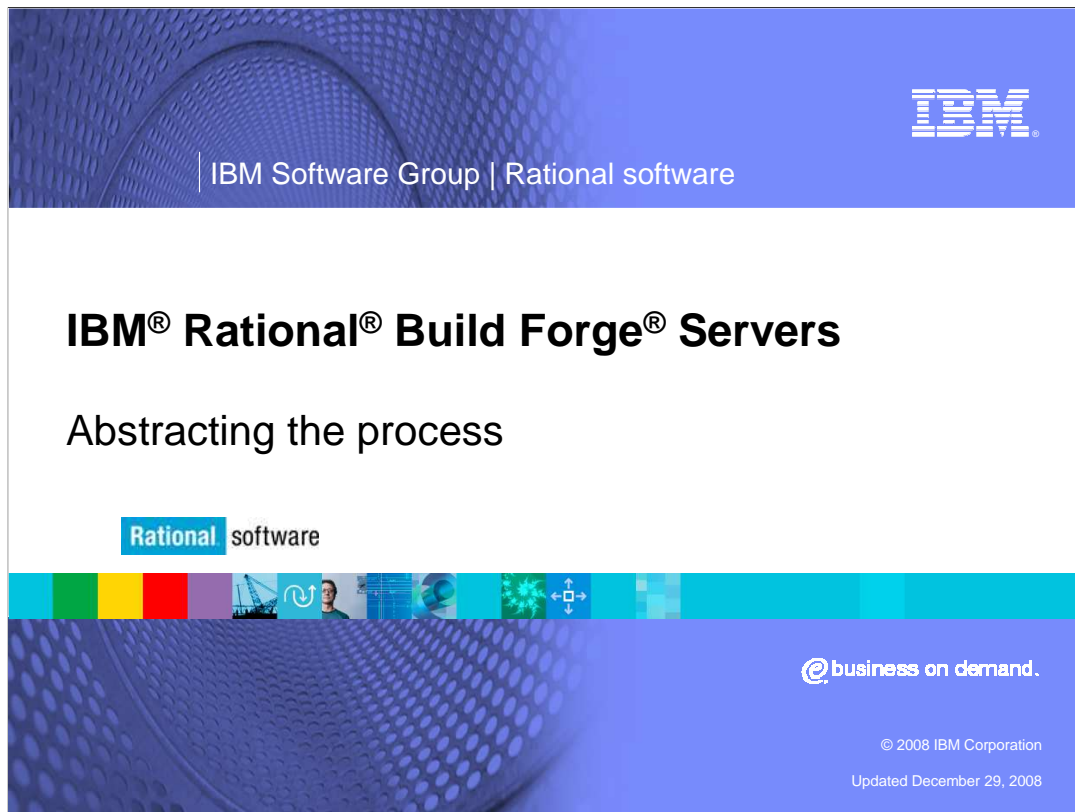 IBM®
IBM Software Group | Rational software
IBM® Rational® Build Forge® Servers
Abstracting the process
Rational software
e business on demand.
© 2008 IBM Corporation
Updated December 29, 2008